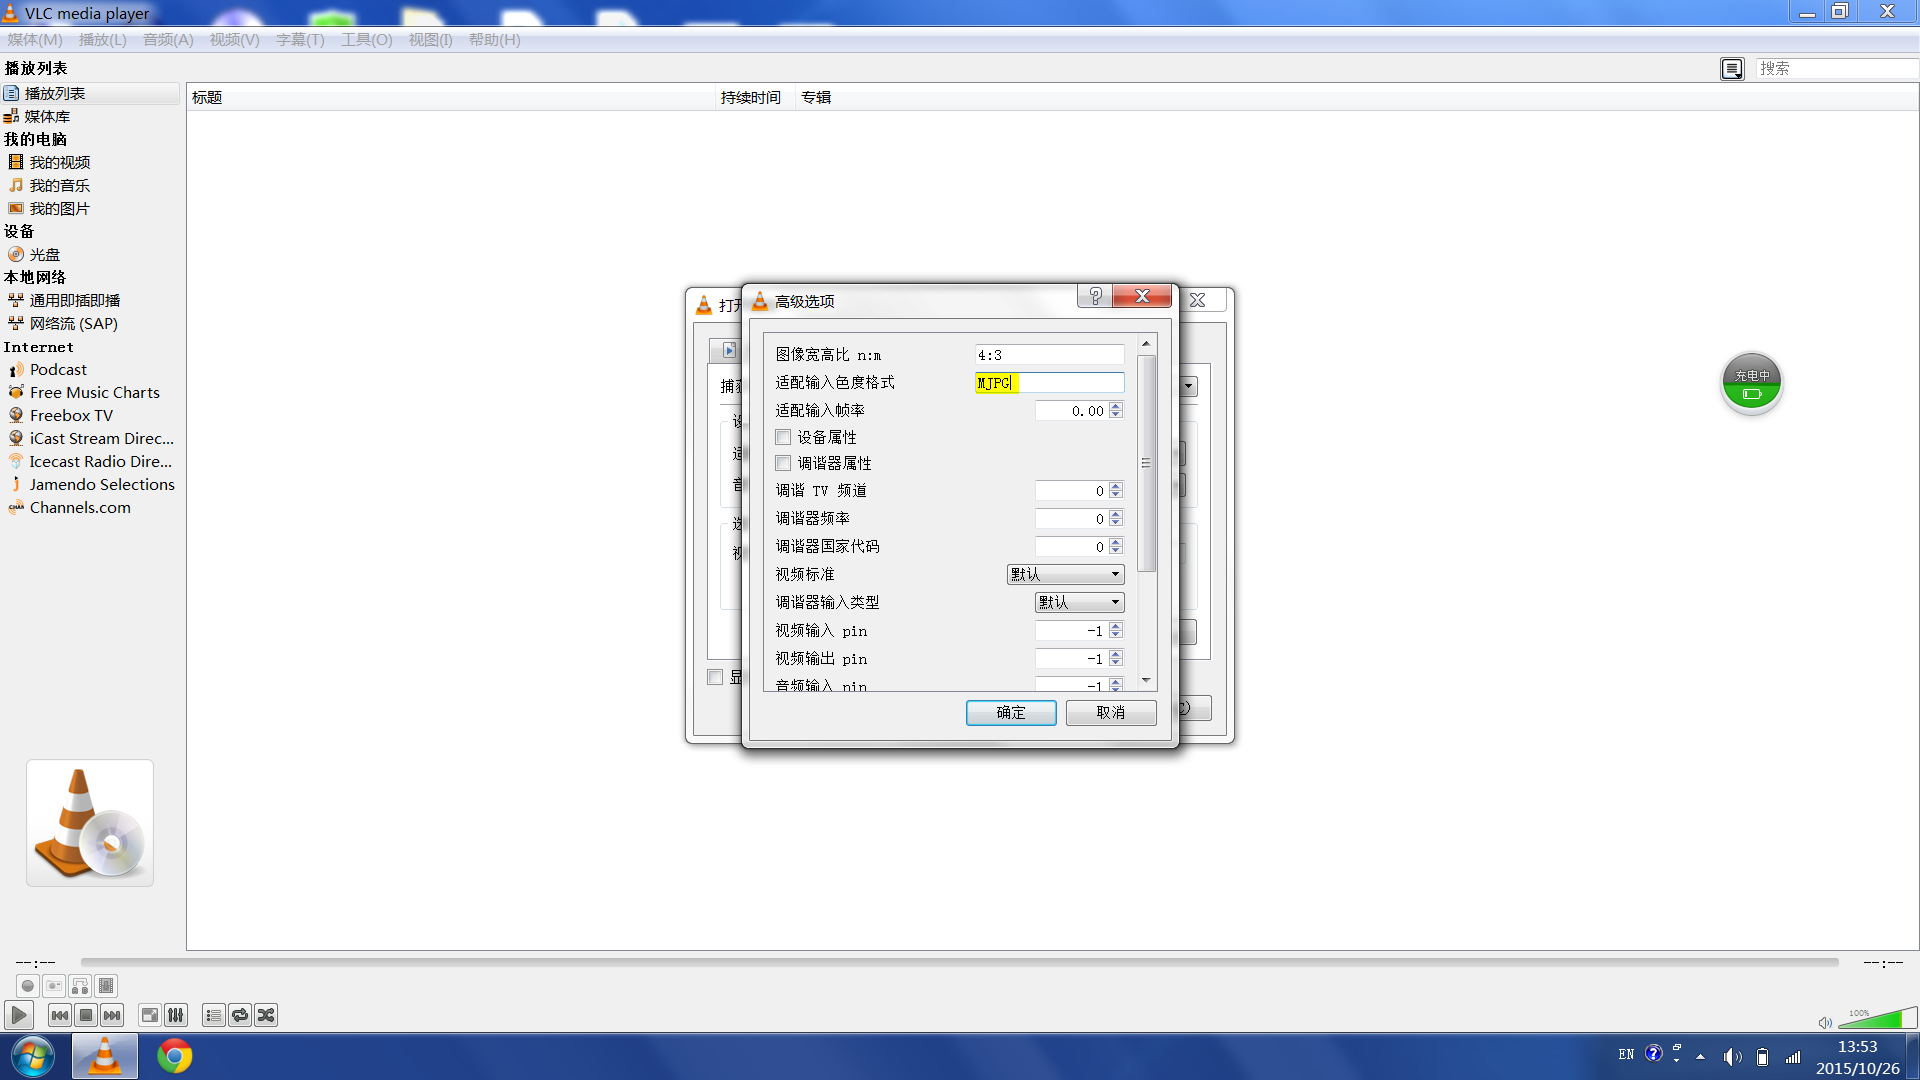 VLC media player
媒体(M) 播放(L) 音频(A) 视频(V) 字幕(T) 工具(O) 视图(I) 帮助(H)
播放列表
搜索
播放列表
标题 持续时间 专辑
媒体库
我的电脑
我的视频
我的音乐
我的图片
设备
光盘
本地网络
通用即插即播
网络流 (SAP)
Internet
Podcast
Free Music Charts
Freebox TV
iCast Stream Direc...
Icecast Radio Dire...
Jamendo Selections
Channels.com
打开
高级选项
图像宽高比 n:m 4:3
适配输入色度格式 MJPG
适配输入帧率 0.00
设备属性
调谐器属性
调谐 TV 频道 0
调谐器频率 0
调谐器国家代码 0
视频标准 默认
调谐器输入类型 默认
视频输入 pin -1
视频输出 pin -1
音频输入 pin -1
确定 取消
充电中
--:-- --:--
100%
EN
13:53
2015/10/26